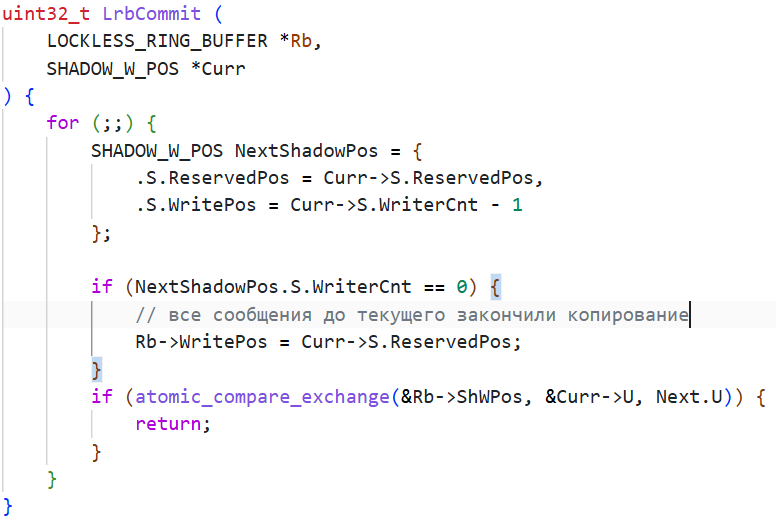 uint32_t LrbCommit (
    LOCKLESS_RING_BUFFER *Rb,
    SHADOW_W_POS *Curr
) {
    for (;;) {
        SHADOW_W_POS NextShadowPos = {
            .S.ReservedPos = Curr->S.ReservedPos,
            .S.WritePos = Curr->S.WriterCnt - 1
        };
        if (NextShadowPos.S.WriterCnt == 0) {
            // все сообщения до текущего закончили копирование
            Rb->WritePos = Curr->S.ReservedPos;
        }
        if (atomic_compare_exchange(&Rb->ShWPos, &Curr->U, Next.U)) {
            return;
        }
    }
}